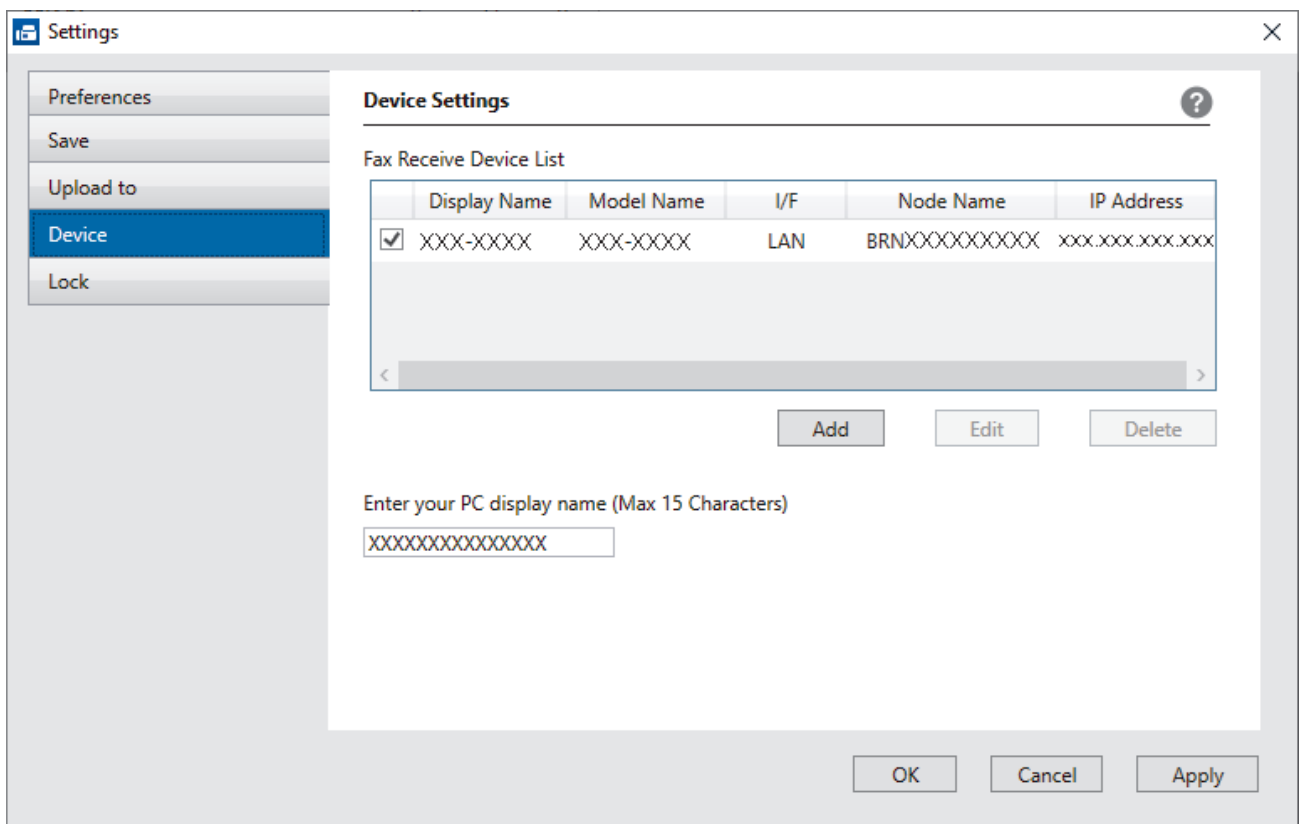 Settings
Preferences
Save
Upload to
Device
Lock
Device Settings
?
Fax Receive Device List
Display Name Model Name I/F Node Name IP Address
XXX-XXXX XXX-XXXX LAN BRNXXXXXXXXX XXX.XXX.XXX.XXX
Add Edit Delete
Enter your PC display name (Max 15 Characters)
XXXXXXXXXXXXXXX
OK Cancel Apply